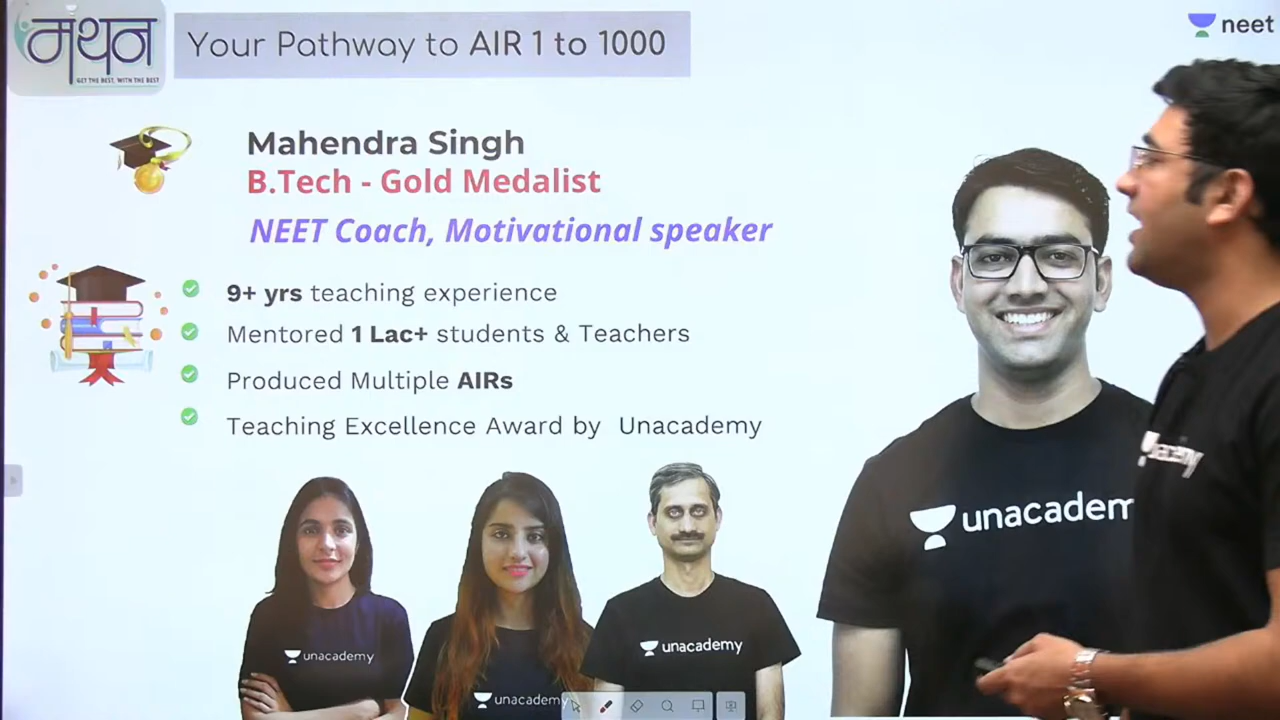 मंथन
GET THE BEST, WITH THE BEST
Your Pathway to AIR 1 to 1000
neet
Mahendra Singh
B.Tech - Gold Medalist
NEET Coach, Motivational speaker
9+ yrs teaching experience
Mentored 1 Lac+ students & Teachers
Produced Multiple AIRs
Teaching Excellence Award by Unacademy
unacadem
unacademy
unacademy
unacademy